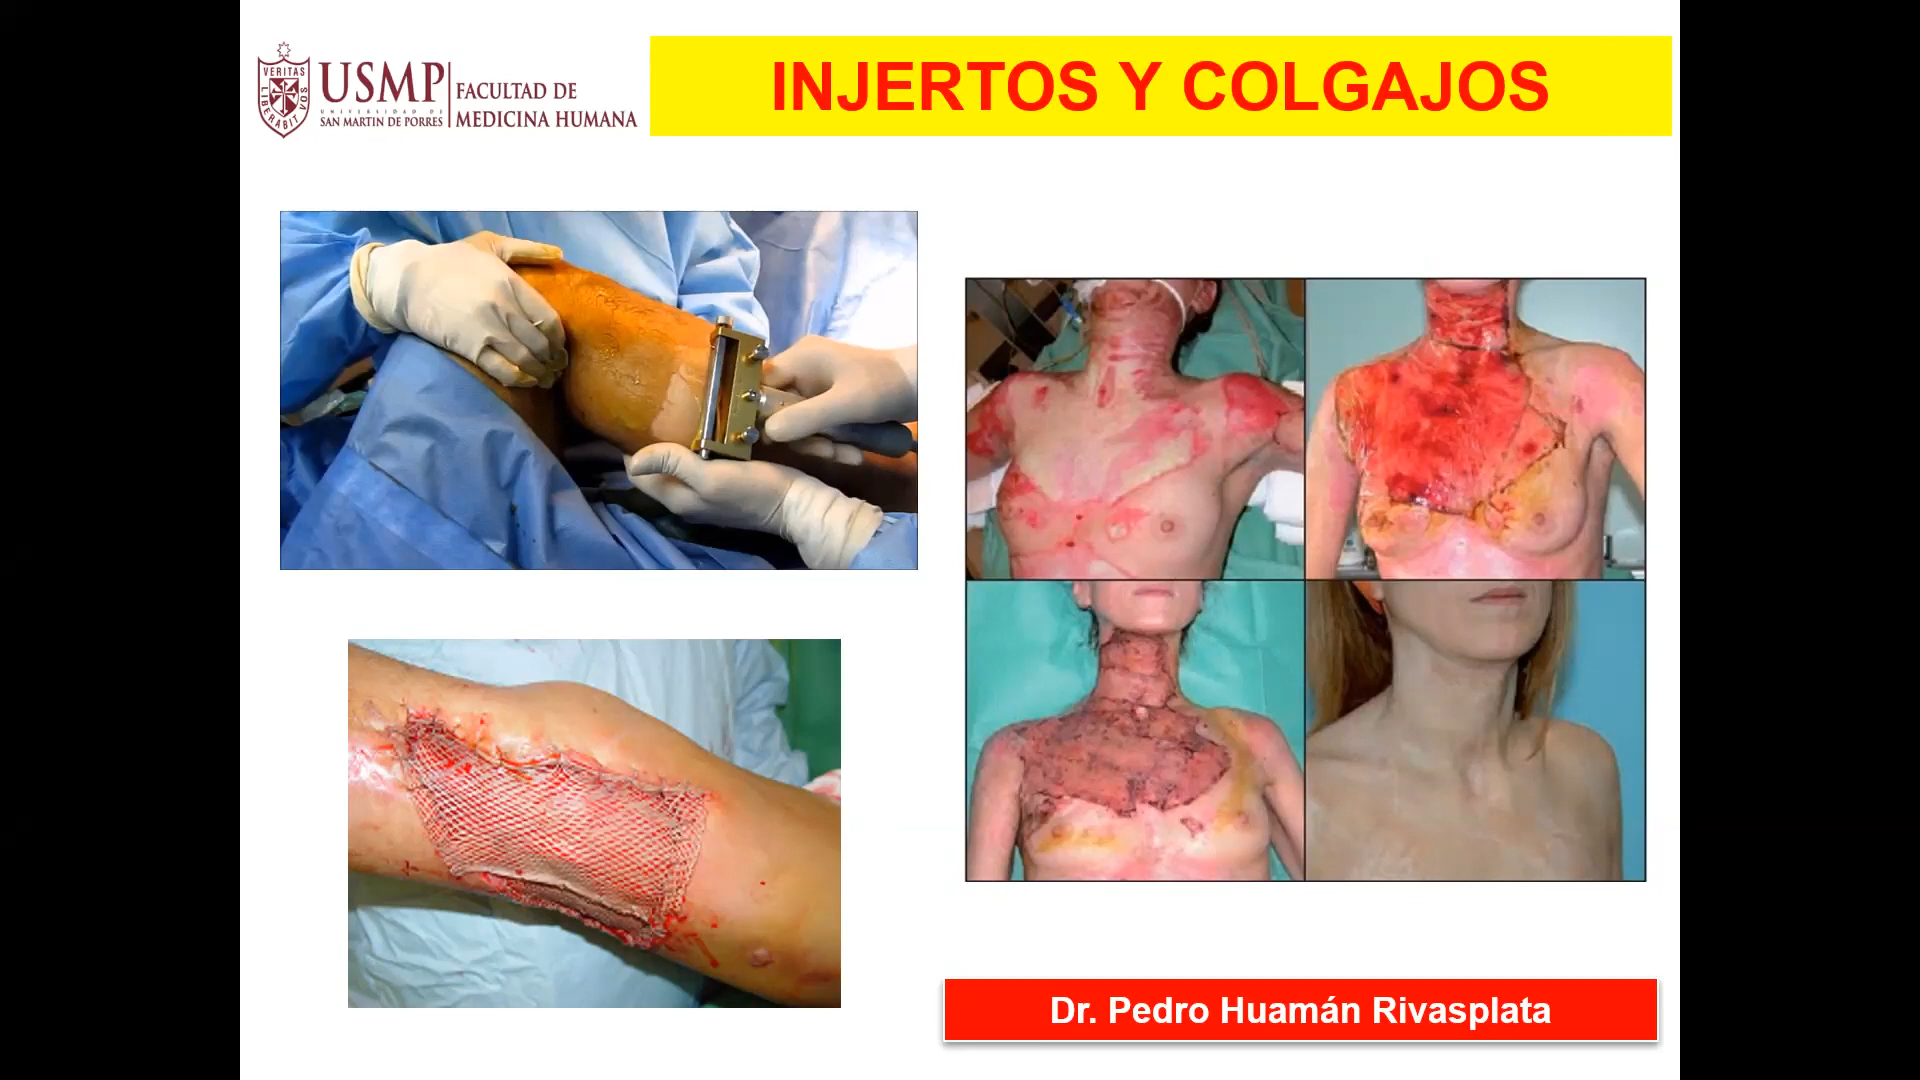 VERITAS
LIBERABIT VOS
USMP
UNIVERSIDAD DE
SAN MARTIN DE PORRES
FACULTAD DE
MEDICINA HUMANA
INJERTOS Y COLGAJOS
Dr. Pedro Huamán Rivasplata